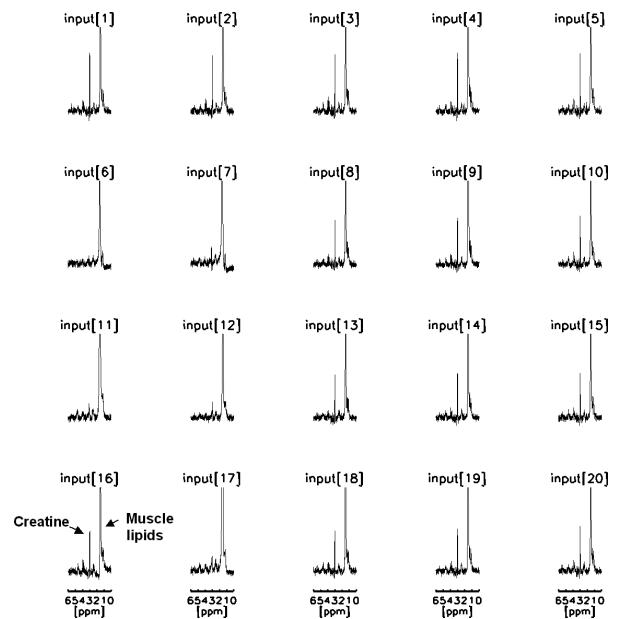 input[1] input[2] input[3] input[4] input[5]
input[6] input[7] input[8] input[9] input[10]
input[11] input[12] input[13] input[14] input[15]
input[16] input[17] input[18] input[19] input[20]
Creatine
Muscle
lipids
6543210 6543210 6543210 6543210 6543210
[ppm] [ppm] [ppm] [ppm] [ppm]